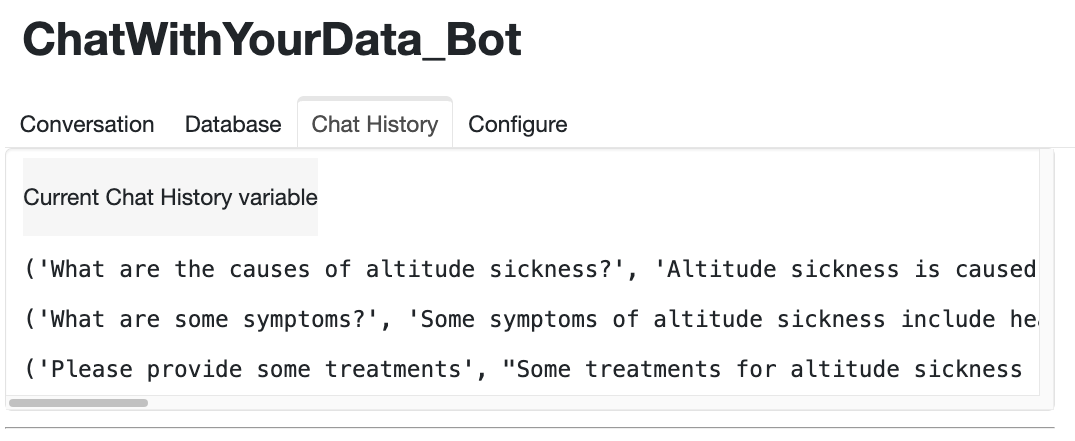 ChatWithYourData_Bot
Conversation Database Chat History Configure
Current Chat History variable
('What are the causes of altitude sickness?', 'Altitude sickness is caused
('What are some symptoms?', 'Some symptoms of altitude sickness include
('Please provide some treatments', "Some treatments for altitude sickness